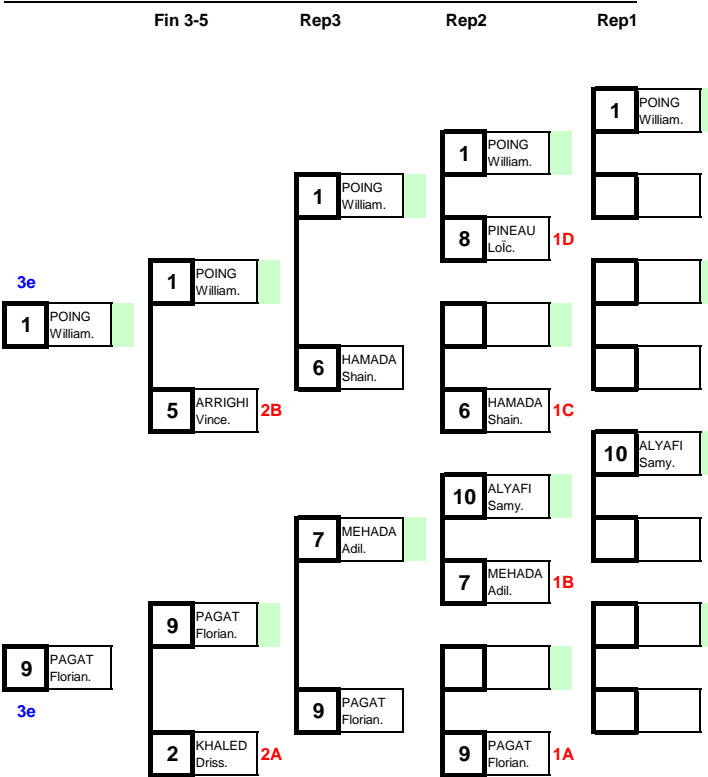 Fin 3-5 Rep3 Rep2 Rep1
1 POING
William.
1 POING
William.
1 POING
William.
8 PINEAU 1D
LoÏc.
1 POING
William.
3e
1 POING
William.
6 HAMADA
Shain.
5 ARRIGHI 2B
Vince.
6 HAMADA 1C
Shain.
10 ALYAFI
Samy.
10 ALYAFI
Samy.
7 MEHADA
Adil.
7 MEHADA 1B
Adil.
9 PAGAT
Florian.
9 PAGAT
Florian.
3e
9 PAGAT
Florian.
2 KHALED 2A
Driss.
9 PAGAT 1A
Florian.